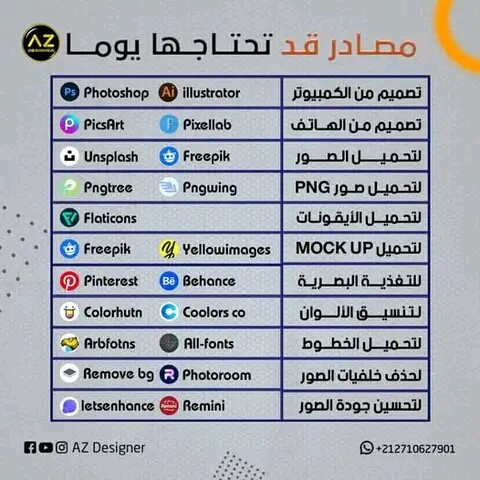 AZ
DESIGNER
مصادر قد تحتاجها يوما
تصميم من الكمبيوتر Ai illustrator Ps Photoshop
تصميم من الهاتف Pixellab PicsArt
لتحميل الصور Freepik Unsplash
لتحميل صور PNG Pngwing Pngtree
لتحميل الأيقونات Flaticons
لتحميل MOCK UP Yellowimages Freepik
للتغذية البصرية Bē Behance Pinterest
لتنسيق الألوان Coolors co Colorhutn
لتحميل الخطوط All-fonts Arbfotns
لحذف خلفيات الصور Photoroom Remove bg
لتحسين جودة الصور Remini letsenhance
AZ Designer
+212710627901